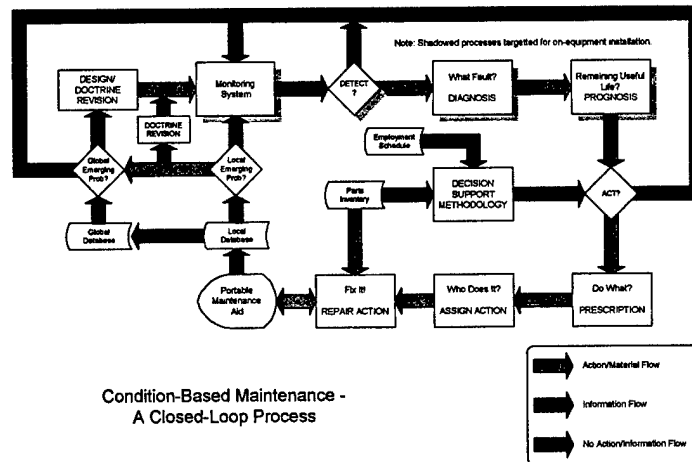 Note: Shadowed processes targetted for on-equipment installation.
DESIGN/
DOCTRINE
REVISION
Monitoring
System
DETECT
?
What Fault?
DIAGNOSIS
Remaining Useful
Life?
PROGNOSIS
DOCTRINE
REVISION
Employment
Schedule
Global
Emerging
Prob?
Local
Emerging
Prob?
Parts
Inventory
DECISION
SUPPORT
METHODOLOGY
ACT?
Global
Database
Local
Database
Portable
Maintenance
Aid
Fix It!
REPAIR ACTION
Who Does It?
ASSIGN ACTION
Do What?
PRESCRIPTION
Condition-Based Maintenance -
A Closed-Loop Process
Action/Material Flow
Information Flow
No Action/Information Flow